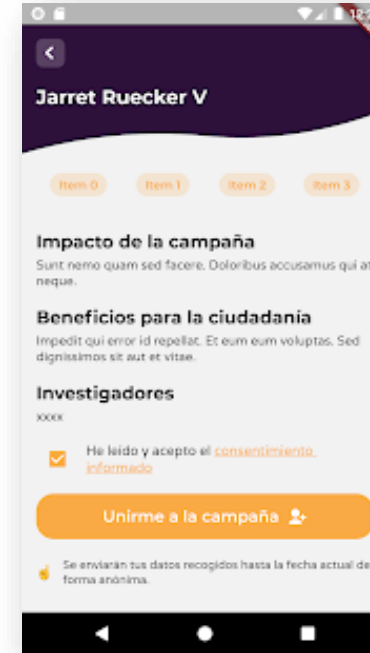 Jarret Ruecker V
Item 0 Item 1 Item 2 Item 3
Impacto de la campaña
Sunt nemo quam sed facere. Doloribus accusamus qui at
neque.
Beneficios para la ciudadanía
Impedit qui error id repellat. Et eum eum voluptas. Sed
dignissimos sit aut et vitae.
Investigadores
xxxx
He leído y acepto el consentimiento
informado
Unirme a la campaña
Se enviarán tus datos recogidos hasta la fecha actual de
forma anónima.